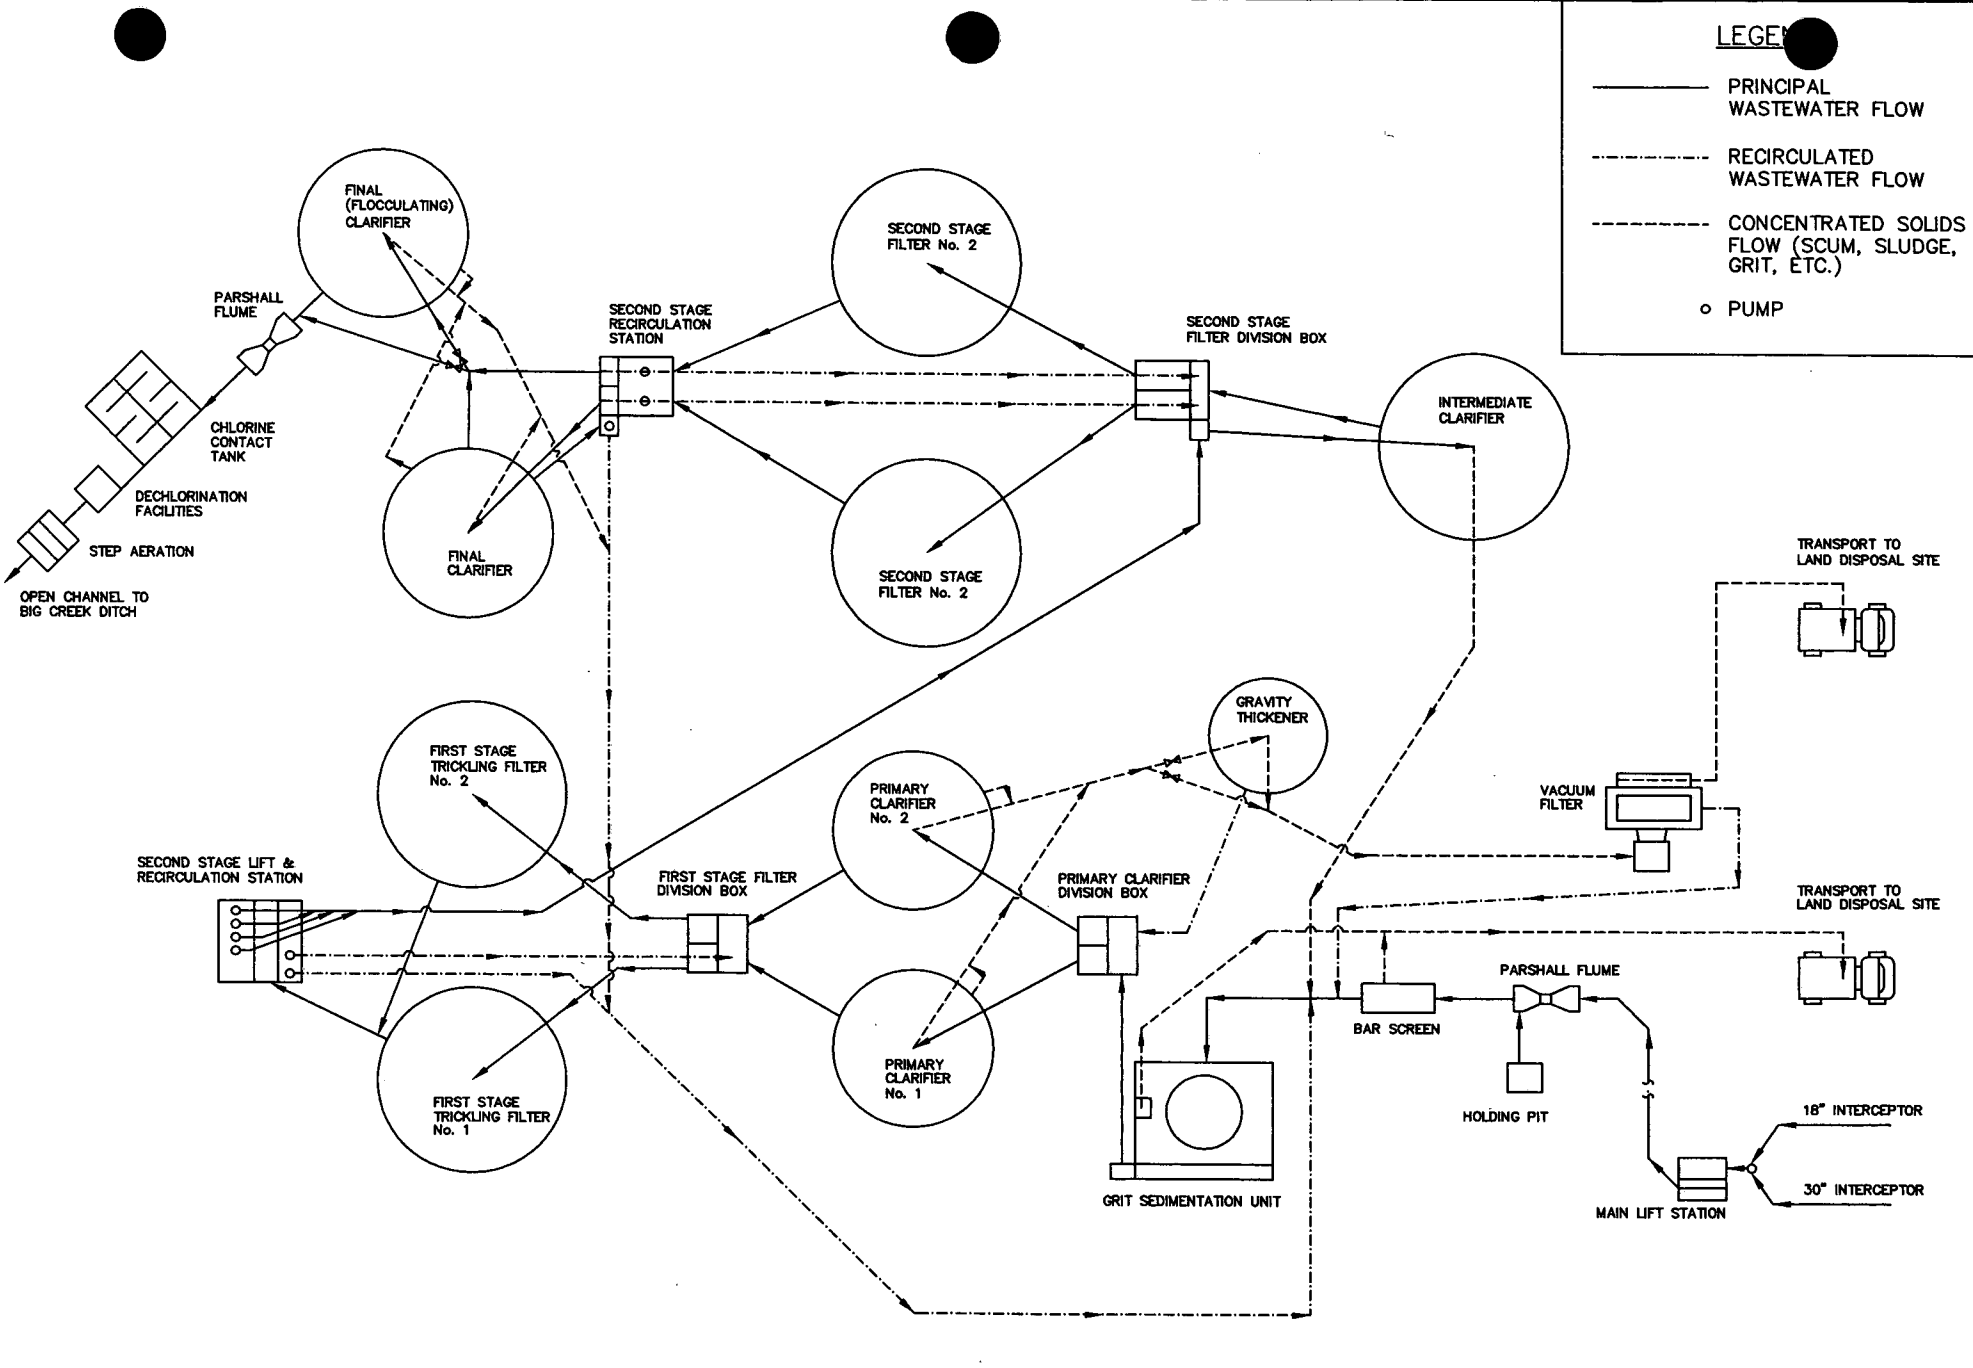 LEGE
PRINCIPAL
WASTEWATER FLOW
RECIRCULATED
WASTEWATER FLOW
CONCENTRATED SOLIDS
FLOW (SCUM, SLUDGE,
GRIT, ETC.)
PUMP
FINAL
(FLOCCULATING)
CLARIFIER
PARSHALL
FLUME
SECOND STAGE
RECIRCULATION
STATION
SECOND STAGE
FILTER No. 2
SECOND STAGE
FILTER DIVISION BOX
INTERMEDIATE
CLARIFIER
CHLORINE
CONTACT
TANK
DECHLORINATION
FACILITIES
STEP AERATION
OPEN CHANNEL TO
BIG CREEK DITCH
FINAL
CLARIFIER
SECOND STAGE
FILTER No. 2
TRANSPORT TO
LAND DISPOSAL SITE
GRAVITY
THICKENER
FIRST STAGE
TRICKLING FILTER
No. 2
PRIMARY
CLARIFIER
No. 2
VACUUM
FILTER
SECOND STAGE LIFT &
RECIRCULATION STATION
FIRST STAGE FILTER
DIVISION BOX
PRIMARY CLARIFIER
DIVISION BOX
TRANSPORT TO
LAND DISPOSAL SITE
PARSHALL FLUME
BAR SCREEN
PRIMARY
CLARIFIER
No. 1
FIRST STAGE
TRICKLING FILTER
No. 1
HOLDING PIT
18" INTERCEPTOR
30" INTERCEPTOR
GRIT SEDIMENTATION UNIT
MAIN LIFT STATION